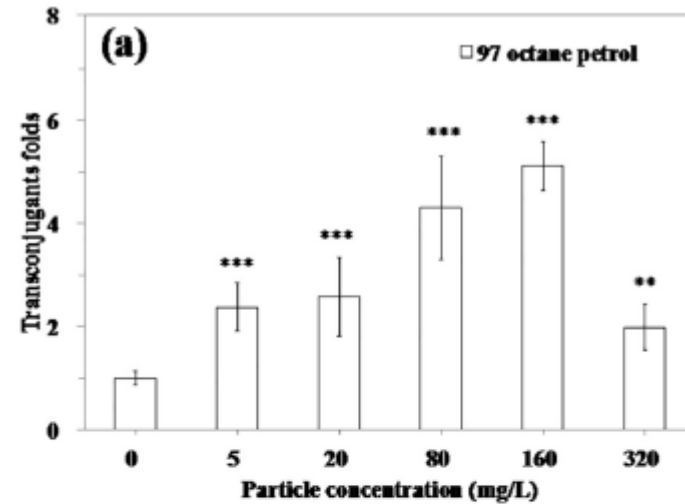 (a)
97 octane petrol
8
6
4
2
0
Transconjugants folds
***
***
***
***
**
0 5 20 80 160 320
Particle concentration (mg/L)